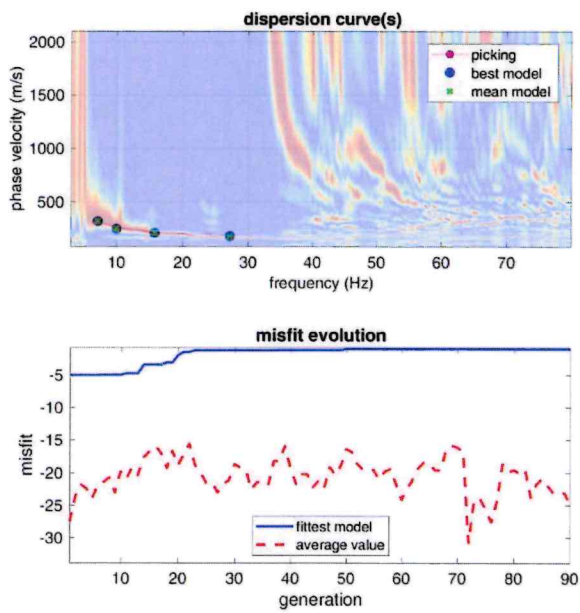 dispersion curve(s)
2000
1500
1000
500
phase velocity (m/s)
picking
best model
mean model
10 20 30 40 50 60 70
frequency (Hz)
misfit evolution
-5
-10
-15
-20
-25
-30
misfit
fittest model
average value
10 20 30 40 50 60 70 80 90
generation